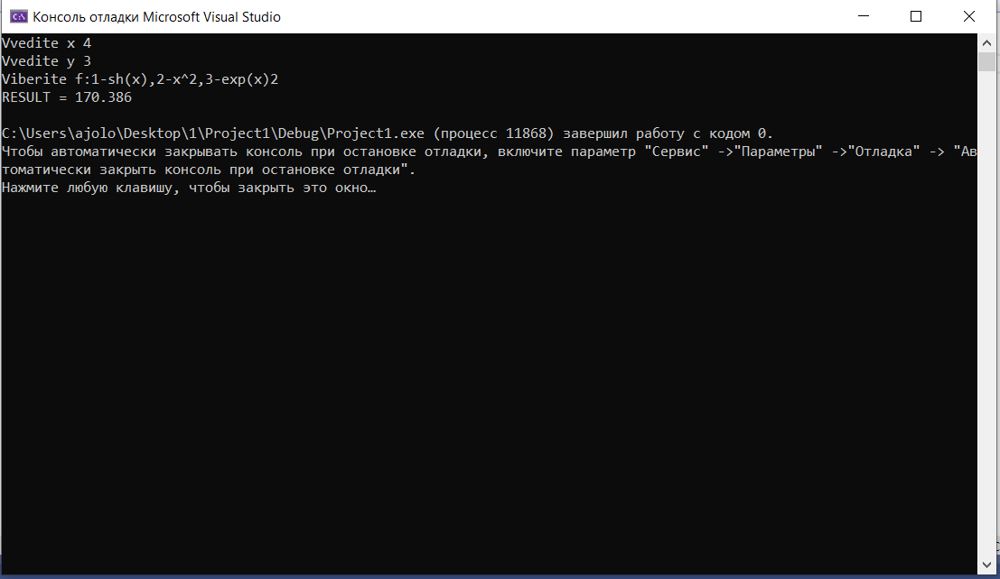 Консоль отладки Microsoft Visual Studio
Vvedite x 4
Vvedite y 3
Viberite f:1-sh(x),2-x^2,3-exp(x)2
RESULT = 170.386
C:\Users\ajolo\Desktop\1\Project1\Debug\Project1.exe (процесс 11868) завершил работу с кодом 0.
Чтобы автоматически закрывать консоль при остановке отладки, включите параметр "Сервис" ->"Параметры" ->"Отладка" -> "Ав
томатически закрыть консоль при остановке отладки".
Нажмите любую клавишу, чтобы закрыть это окно…